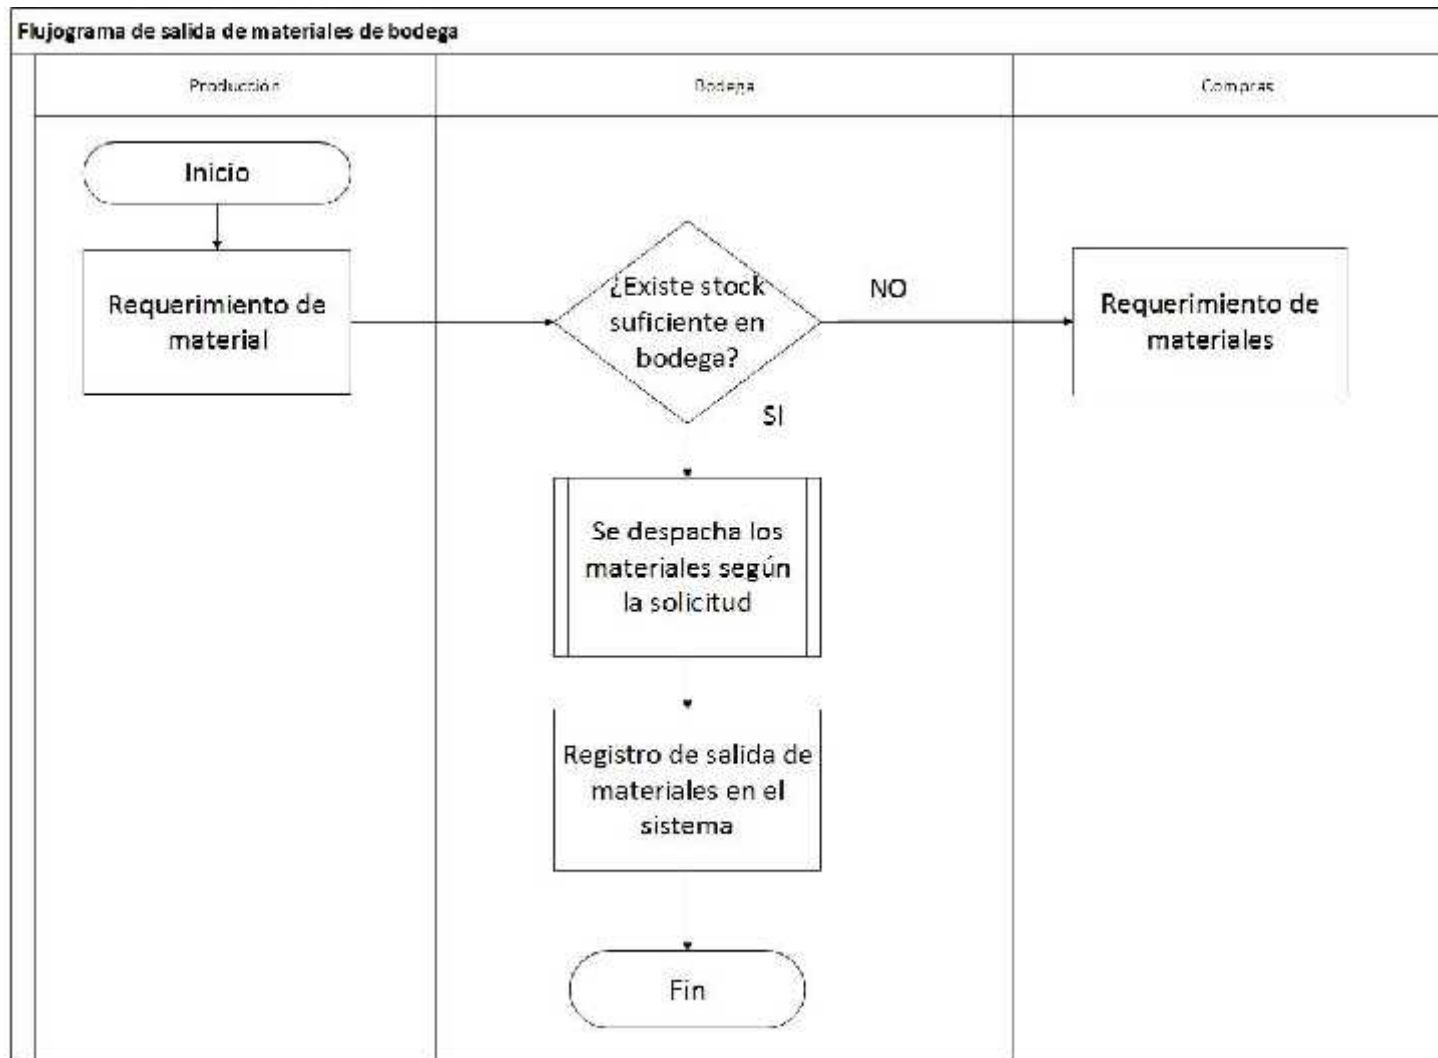 Flujograma de salida de materiales de bodega
Producción
Bodega
Compras
Inicio
Requerimiento de
material
¿Existe stock
suficiente en
bodega?
NO
Requerimiento de
materiales
SI
Se despacha los
materiales según
la solicitud
Registro de salida de
materiales en el
sistema
Fin